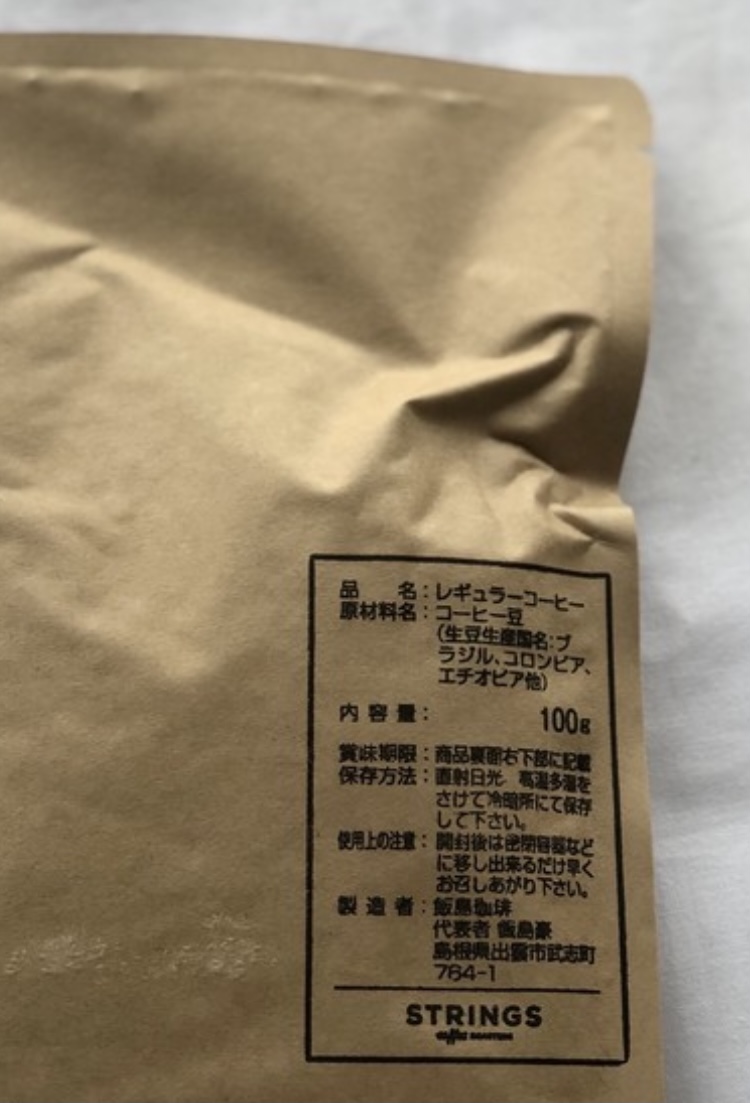 品 名：レギュラーコーヒー
原材料名：コーヒー豆
(生豆生産国名：ブ
ラジル、コロンビア、
エチオピア他)
内容量： 100g
賞味期限：商品裏面右下部に記載
保存方法：直射日光、高温多湿を
さけて冷暗所にて保存
して下さい。
使用上の注意：開封後は密閉容器など
に移し出来るだけ早く
お召しあがり下さい。
製造者：飯島珈琲
代表者 飯島豪
島根県出雲市武志町
764-1
STRINGS
coffee ROASTERS